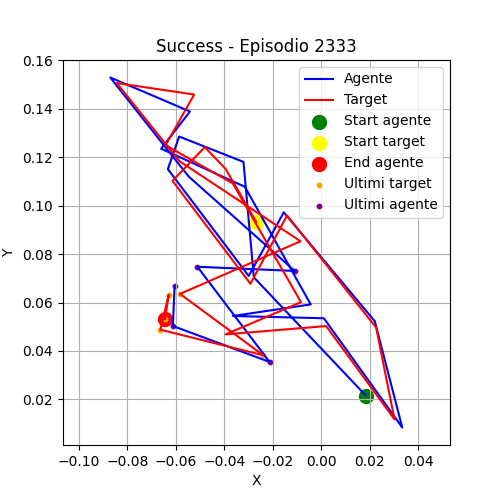 Success - Episodio 2333
0.16
0.14
0.12
0.10
0.08
0.06
0.04
0.02
Y
Agente
Target
Start agente
Start target
End agente
Ultimi target
Ultimi agente
−0.10 −0.08 −0.06 −0.04 −0.02 0.00 0.02 0.04
X